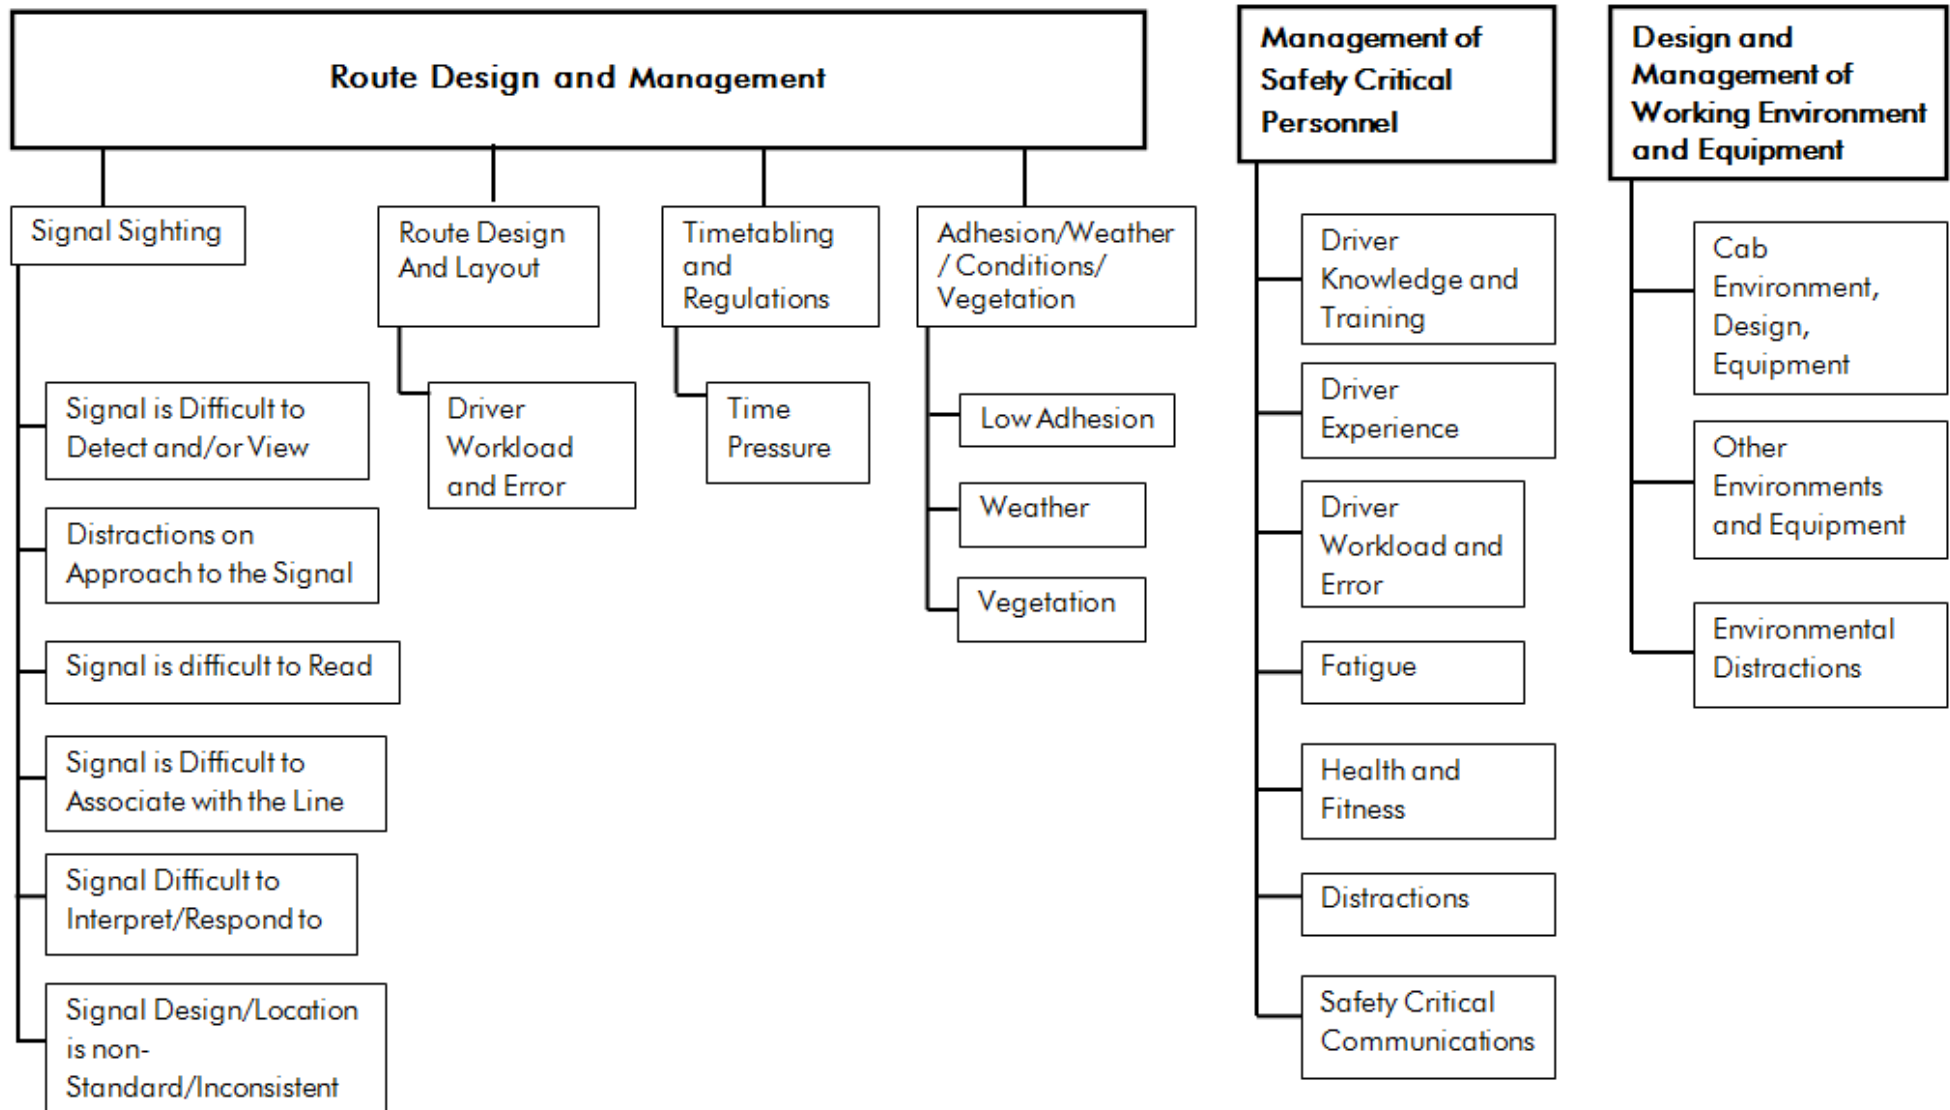 Route Design and Management
Management of
Safety Critical
Personnel
Design and
Management of
Working Environment
and Equipment
Signal Sighting
Route Design
And Layout
Timetabling
and
Regulations
Adhesion/Weather
/ Conditions/
Vegetation
Signal is Difficult to
Detect and/or View
Distractions on
Approach to the Signal
Signal is difficult to Read
Signal is Difficult to
Associate with the Line
Signal Difficult to
Interpret/Respond to
Signal Design/Location
is non-
Standard/Inconsistent
Driver
Workload
and Error
Time
Pressure
Low Adhesion
Weather
Vegetation
Driver
Knowledge and
Training
Driver
Experience
Driver
Workload and
Error
Fatigue
Health and
Fitness
Distractions
Safety Critical
Communications
Cab
Environment,
Design,
Equipment
Other
Environments
and Equipment
Environmental
Distractions